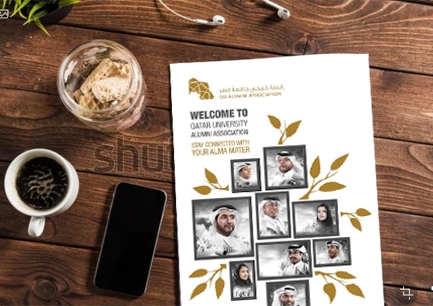 رابطة خريجي جامعة قطر
QU ALUMNI ASSOCIATION
WELCOME TO
QATAR UNIVERSITY
ALUMNI ASSOCIATION
STAY CONNECTED WITH
YOUR ALMA MATER
shu